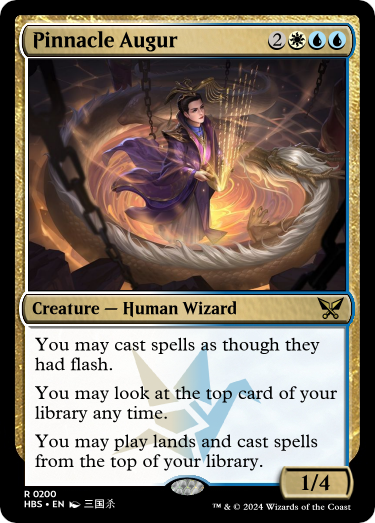 Pinnacle Augur 2
Creature — Human Wizard
You may cast spells as though they
had flash.
You may look at the top card of your
library any time.
You may play lands and cast spells
from the top of your library.
1/4
R 0200
HBS • EN 三国杀
™ & © 2024 Wizards of the Coast